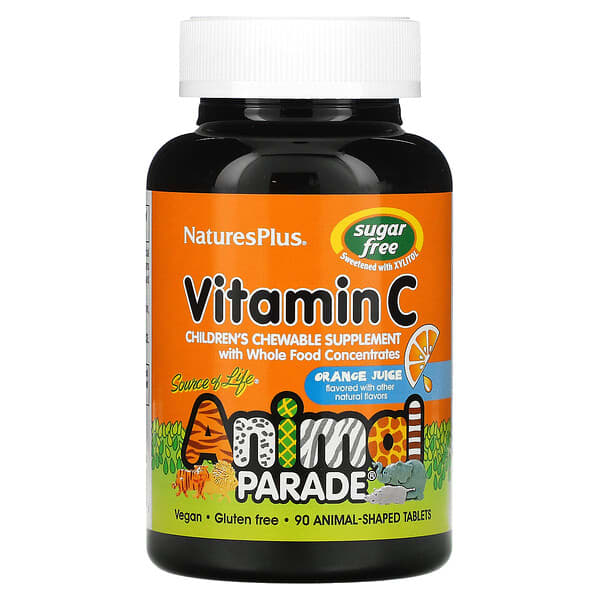 NaturesPlus®
sugar
free
Sweetened with XYLITOL
Vitamin C
CHILDREN'S CHEWABLE SUPPLEMENT
with Whole Food Concentrates
ORANGE JUICE
flavored with other
natural flavors
Source of Life®
Animal
PARADE®
Vegan • Gluten free • 90 ANIMAL-SHAPED TABLETS